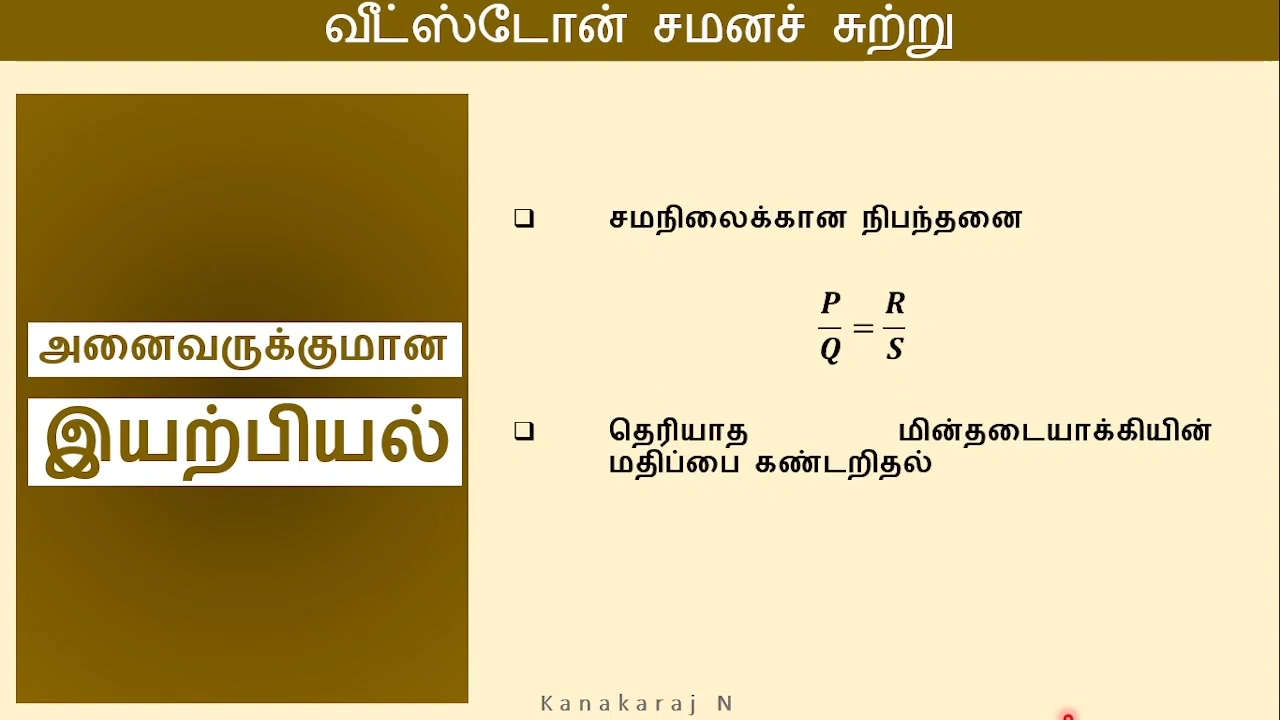 வீட்ஸ்டோன் சமனச் சுற்று
அனைவருக்குமான
இயற்பியல்
❑ சமநிலைக்கான நிபந்தனை
P/Q = R/S
❑ தெரியாத மின்தடையாக்கியின்
மதிப்பை கண்டறிதல்
Kanakaraj N